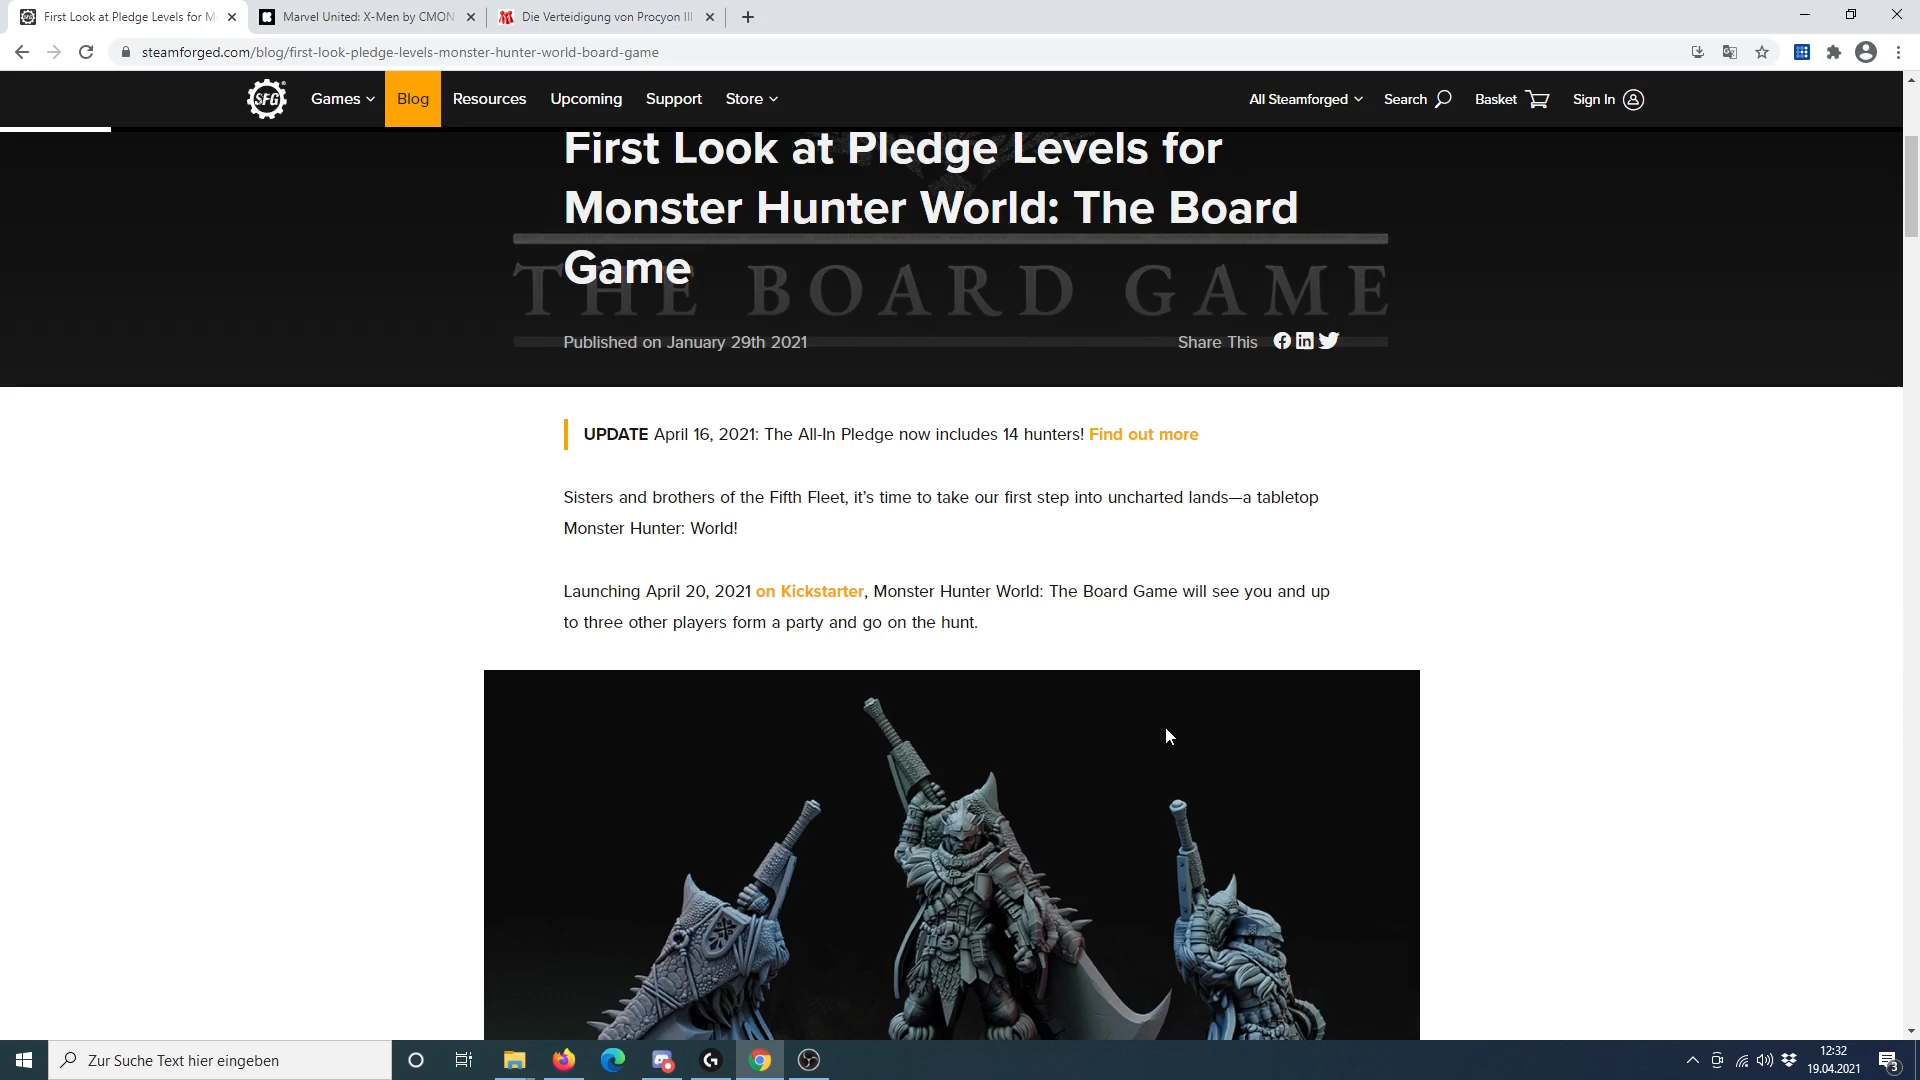 First Look at Pledge Levels for M
Marvel United: X-Men by CMON
Die Verteidigung von Procyon III
steamforged.com/blog/first-look-pledge-levels-monster-hunter-world-board-game
SFG
Games
Blog
Resources
Upcoming
Support
Store
All Steamforged
Search
Basket
Sign In
First Look at Pledge Levels for
Monster Hunter World: The Board
Game
THE BOARD GAME
Published on January 29th 2021
Share This
UPDATE April 16, 2021: The All-In Pledge now includes 14 hunters! Find out more
Sisters and brothers of the Fifth Fleet, it’s time to take our first step into uncharted lands—a tabletop
Monster Hunter: World!
Launching April 20, 2021 on Kickstarter, Monster Hunter World: The Board Game will see you and up
to three other players form a party and go on the hunt.
Zur Suche Text hier eingeben
12:32
19.04.2021
3